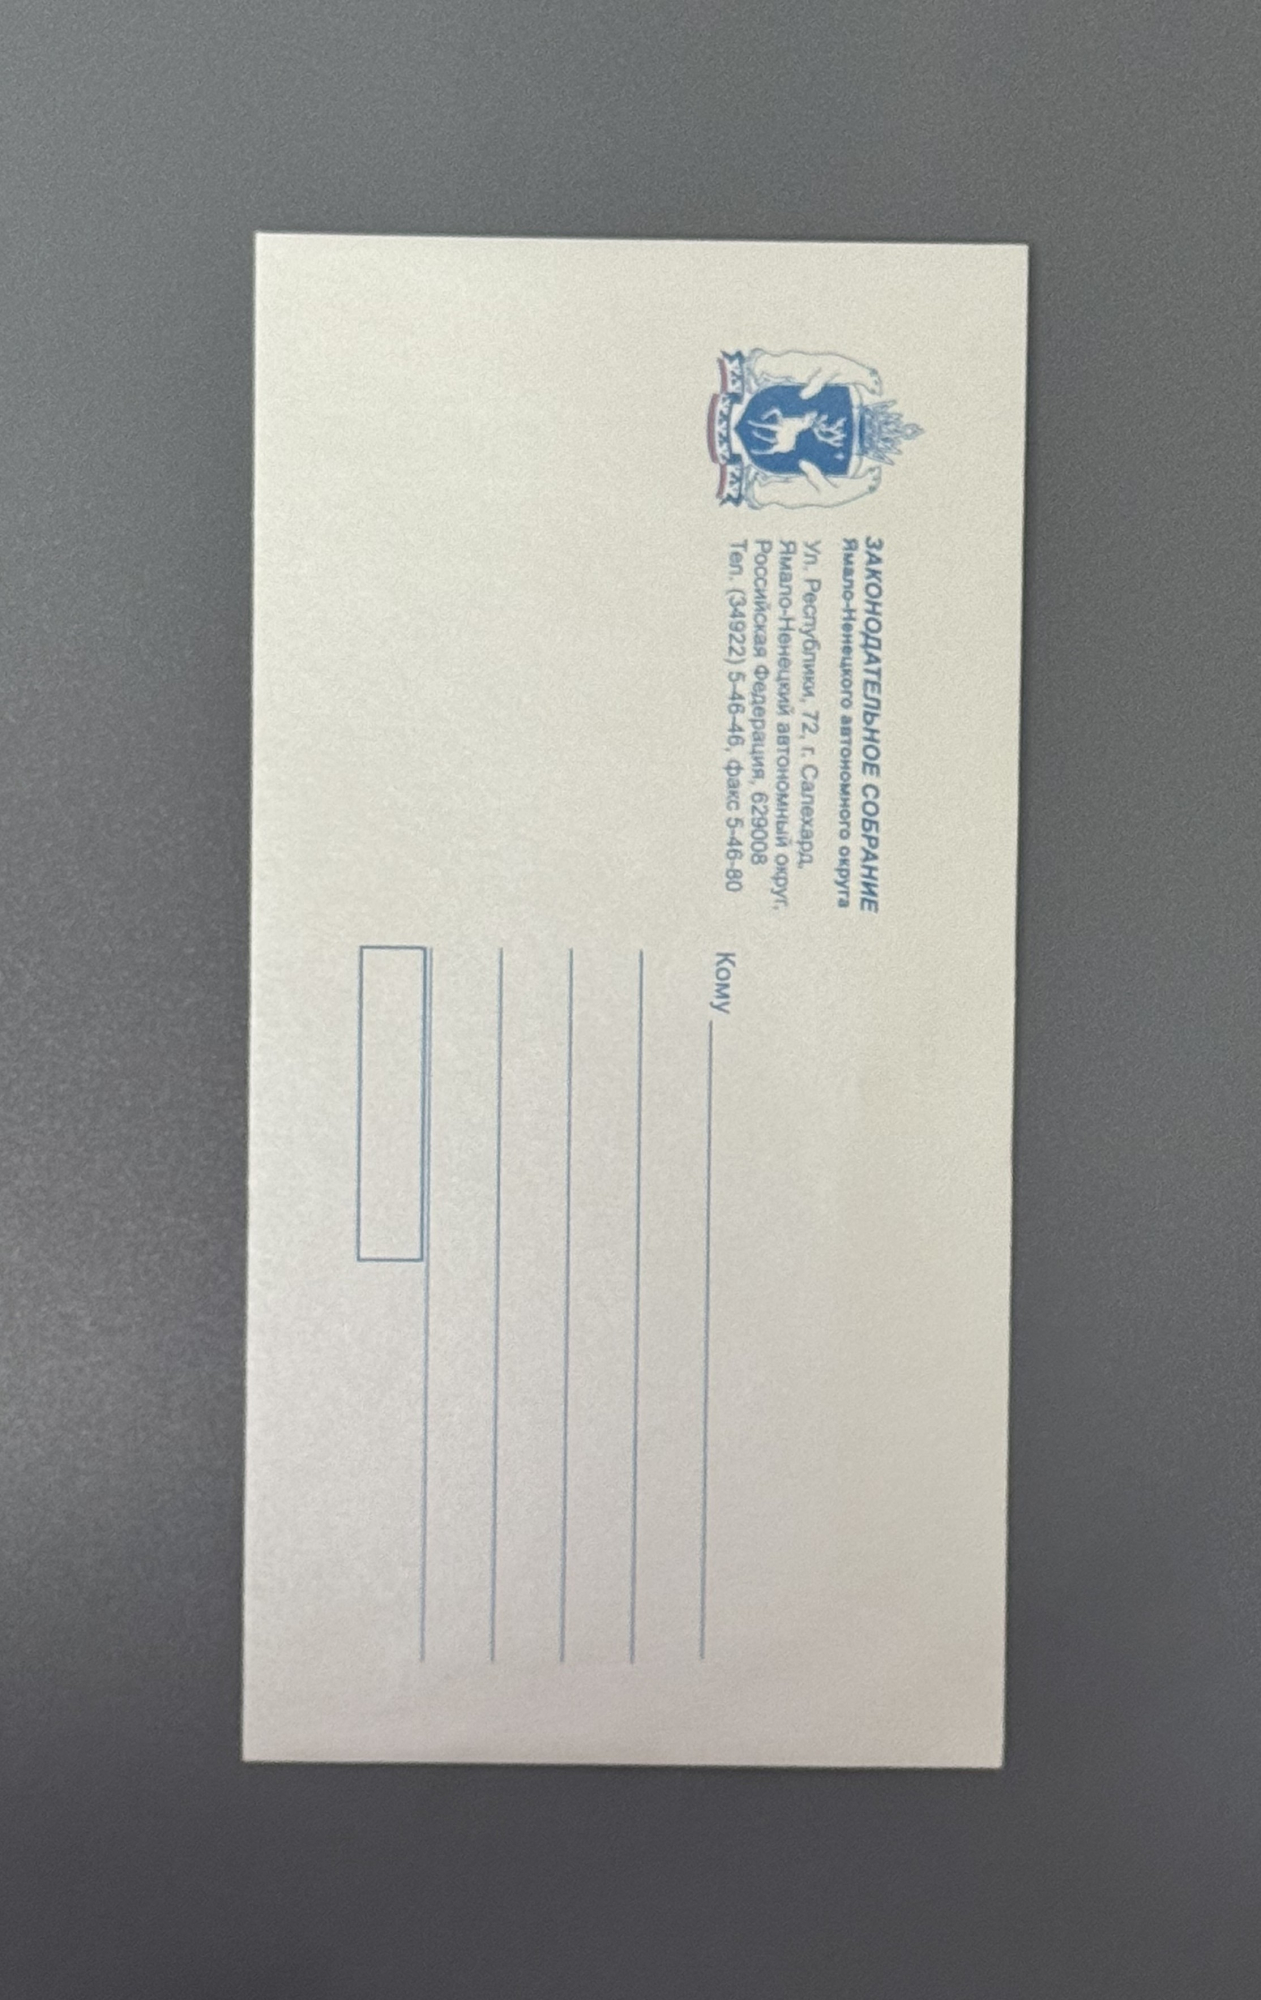 ЗАКОНОДАТЕЛЬНОЕ СОБРАНИЕ
Ямало-Ненецкого автономного округа
Ул. Республики, 72, г. Салехард,
Ямало-Ненецкий автономный округ,
Российская Федерация, 629008
Тел. (34922) 5-46-46, факс 5-46-80
Кому